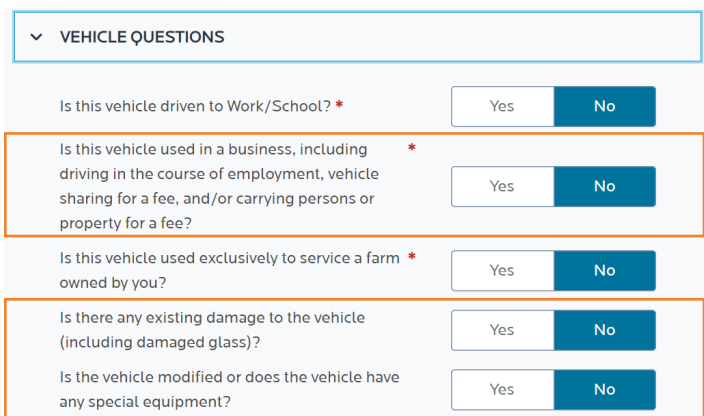 VEHICLE QUESTIONS
Is this vehicle driven to Work/School? *
Yes No
Is this vehicle used in a business, including *
driving in the course of employment, vehicle
sharing for a fee, and/or carrying persons or
property for a fee?
Yes No
Is this vehicle used exclusively to service a farm *
owned by you?
Yes No
Is there any existing damage to the vehicle
(including damaged glass)?
Yes No
Is the vehicle modified or does the vehicle have
any special equipment?
Yes No